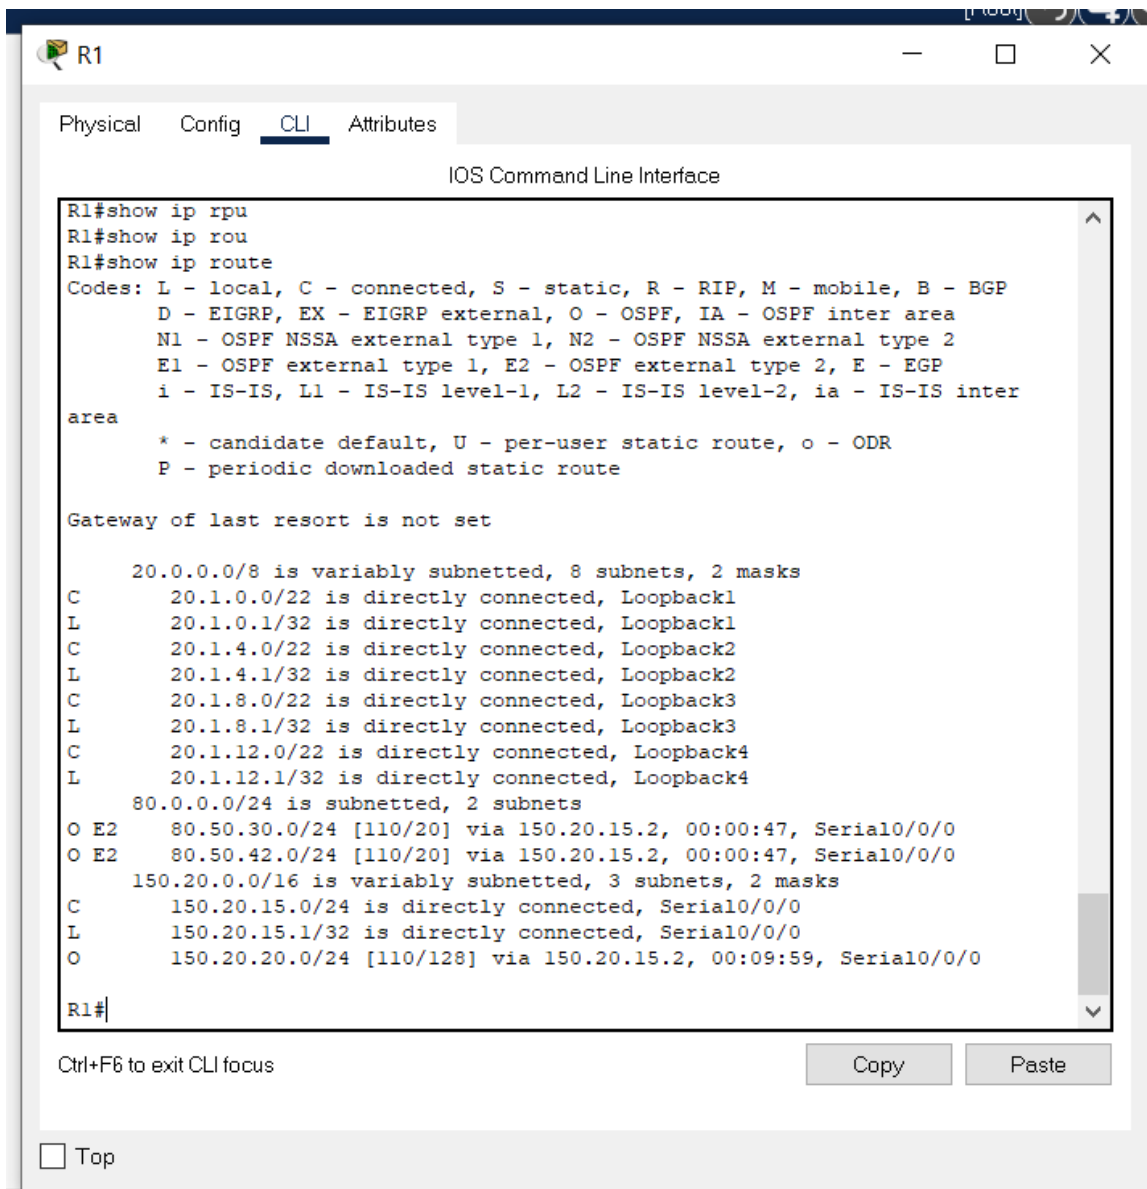 R1
Physical Config CLI Attributes
IOS Command Line Interface
R1#show ip rpu
R1#show ip rou
R1#show ip route
Codes: L - local, C - connected, S - static, R - RIP, M - mobile, B - BGP
D - EIGRP, EX - EIGRP external, O - OSPF, IA - OSPF inter area
N1 - OSPF NSSA external type 1, N2 - OSPF NSSA external type 2
E1 - OSPF external type 1, E2 - OSPF external type 2, E - EGP
i - IS-IS, L1 - IS-IS level-1, L2 - IS-IS level-2, ia - IS-IS inter
area
* - candidate default, U - per-user static route, o - ODR
P - periodic downloaded static route
Gateway of last resort is not set
20.0.0.0/8 is variably subnetted, 8 subnets, 2 masks
C 20.1.0.0/22 is directly connected, Loopback1
L 20.1.0.1/32 is directly connected, Loopback1
C 20.1.4.0/22 is directly connected, Loopback2
L 20.1.4.1/32 is directly connected, Loopback2
C 20.1.8.0/22 is directly connected, Loopback3
L 20.1.8.1/32 is directly connected, Loopback3
C 20.1.12.0/22 is directly connected, Loopback4
L 20.1.12.1/32 is directly connected, Loopback4
80.0.0.0/24 is subnetted, 2 subnets
O E2 80.50.30.0/24 [110/20] via 150.20.15.2, 00:00:47, Serial0/0/0
O E2 80.50.42.0/24 [110/20] via 150.20.15.2, 00:00:47, Serial0/0/0
150.20.0.0/16 is variably subnetted, 3 subnets, 2 masks
C 150.20.15.0/24 is directly connected, Serial0/0/0
L 150.20.15.1/32 is directly connected, Serial0/0/0
O 150.20.20.0/24 [110/128] via 150.20.15.2, 00:09:59, Serial0/0/0
R1#
Ctrl+F6 to exit CLI focus
Copy Paste
Top